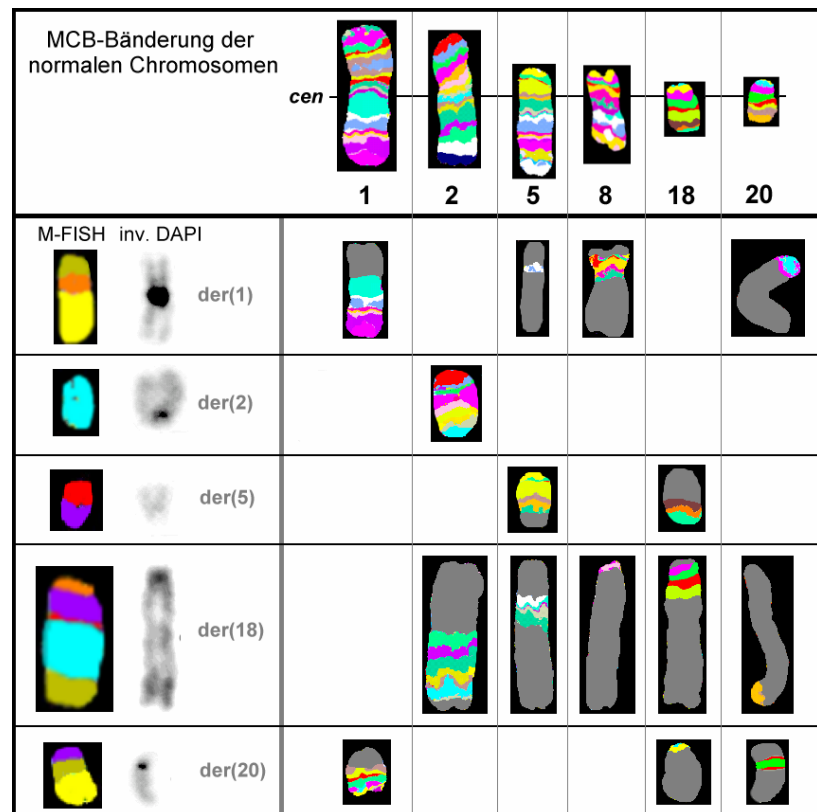 MCB-Bänderung der
normalen Chromosomen
cen
1 2 5 8 18 20
M-FISH inv. DAPI
der(1)
der(2)
der(5)
der(18)
der(20)